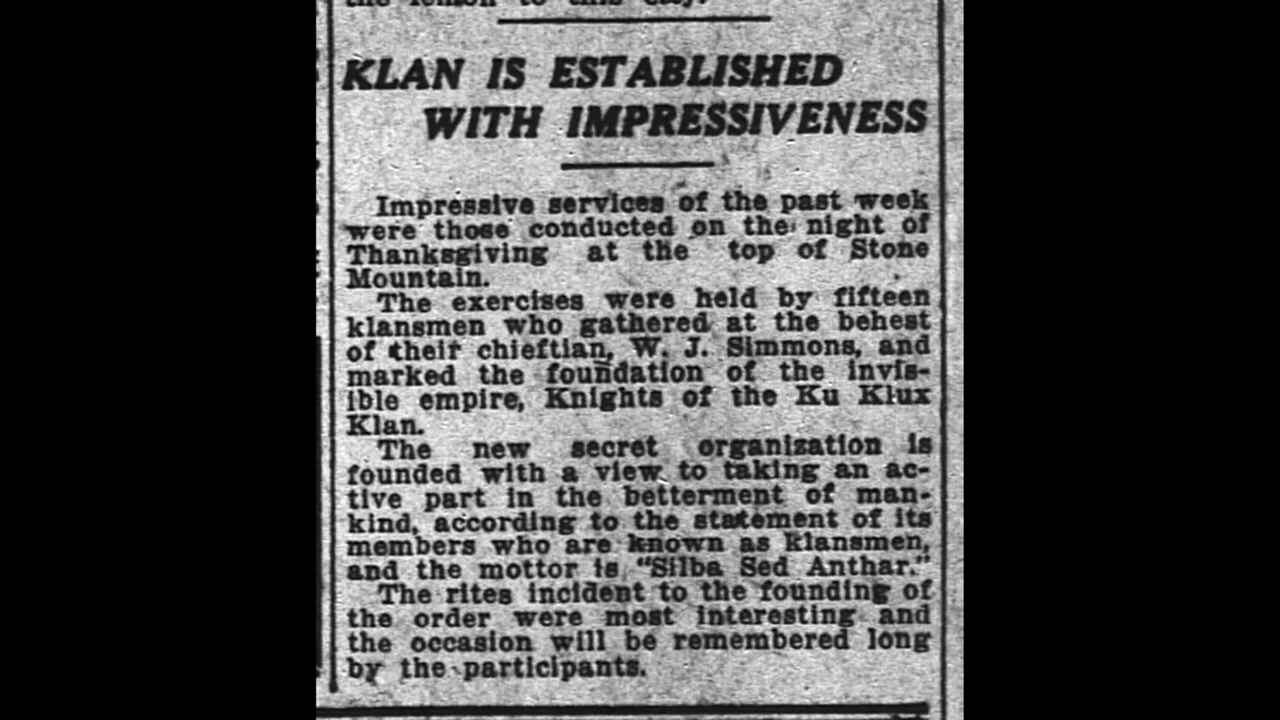 the lemon to this city.
KLAN IS ESTABLISHED
WITH IMPRESSIVENESS
Impressive services of the past week
were those conducted on the night of
Thanksgiving at the top of Stone
Mountain.
The exercises were held by fifteen
klansmen who gathered at the behest
of their chieftian, W. J. Simmons, and
marked the foundation of the invis-
ible empire, Knights of the Ku Klux
Klan.
The new secret organization is
founded with a view to taking an ac-
tive part in the betterment of man-
kind, according to the statement of its
members who are known as klansmen,
and the mottor is "Silba Sed Anthar."
The rites incident to the founding of
the order were most interesting and
the occasion will be remembered long
by the participants.